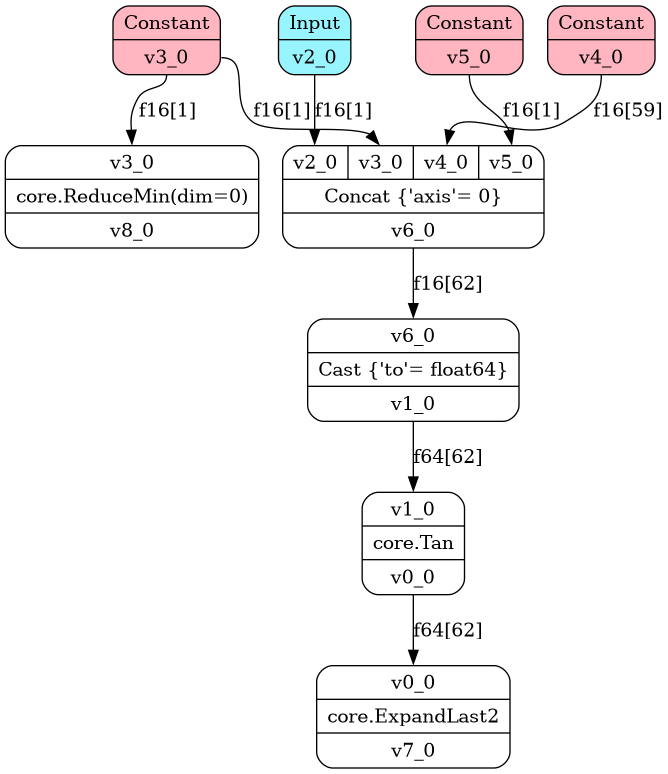 Constant
v3_0
Input
v2_0
Constant
v5_0
Constant
v4_0
f16[1]
f16[1]
f16[1]
f16[1]
f16[59]
v3_0
core.ReduceMin(dim=0)
v8_0
v2_0 v3_0 v4_0 v5_0
Concat {'axis'= 0}
v6_0
f16[62]
v6_0
Cast {'to'= float64}
v1_0
f64[62]
v1_0
core.Tan
v0_0
f64[62]
v0_0
core.ExpandLast2
v7_0